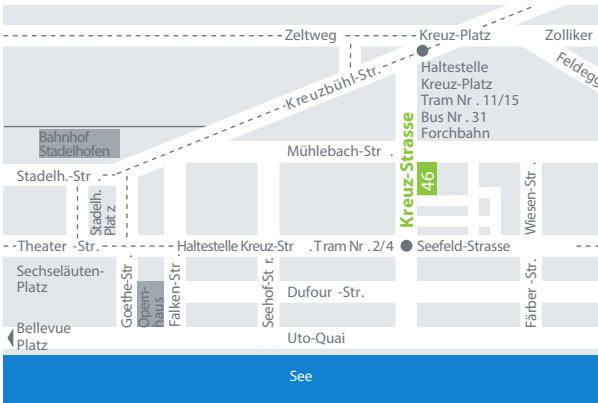 Zeltweg
Kreuz-Platz
Zolliker
Feldegg
Haltestelle
Kreuz-Platz
Tram Nr . 11/15
Bus Nr . 31
Forchbahn
Kreuzbühl-Str.
Bahnhof
Stadelhofen
Mühlebach-Str .
Kreuz-Strasse
46
Stadelh.-Str .
Stadelh.
Plat z
Wiesen-Str .
Theater -Str.
Haltestelle Kreuz-Str . Tram Nr . 2/4
Seefeld-Strasse
Sechseläuten-
Platz
Goethe-Str .
Opern-
haus
Falken-Str .
Seehof-St r.
Dufour -Str.
Färber -Str.
Bellevue
Platz
Uto-Quai
See